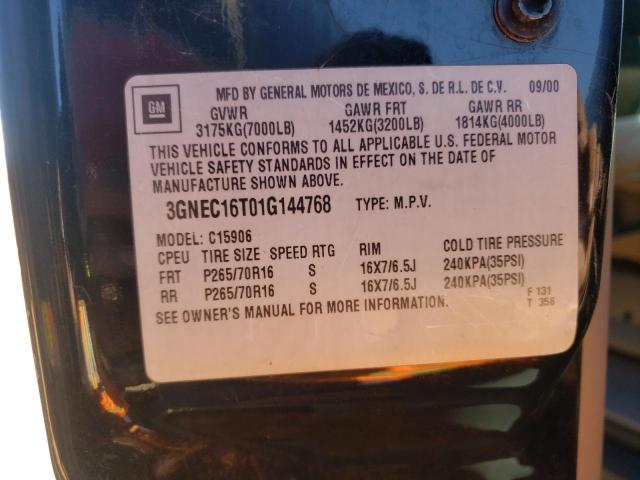 GM
MFD BY GENERAL MOTORS DE MEXICO, S. DE R.L. DE C.V. 09/00
GVWR GAWR FRT GAWR RR
3175KG(7000LB) 1452KG(3200LB) 1814KG(4000LB)
THIS VEHICLE CONFORMS TO ALL APPLICABLE U.S. FEDERAL MOTOR
VEHICLE SAFETY STANDARDS IN EFFECT ON THE DATE OF
MANUFACTURE SHOWN ABOVE.
3GNEC16T01G144768 TYPE: M.P.V.
MODEL: C15906
CPEU TIRE SIZE SPEED RTG RIM COLD TIRE PRESSURE
FRT P265/70R16 S 16X7/6.5J 240KPA(35PSI)
RR P265/70R16 S 16X7/6.5J 240KPA(35PSI)
SEE OWNER'S MANUAL FOR MORE INFORMATION.
F 131
T 356